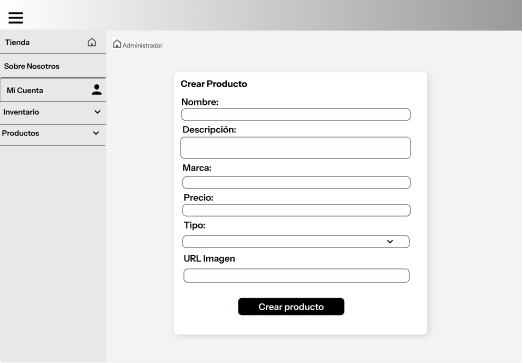 Tienda
Sobre Nosotros
Mi Cuenta
Inventario
Productos
Administrador
Crear Producto
Nombre:
Descripción:
Marca:
Precio:
Tipo:
URL Imagen
Crear producto